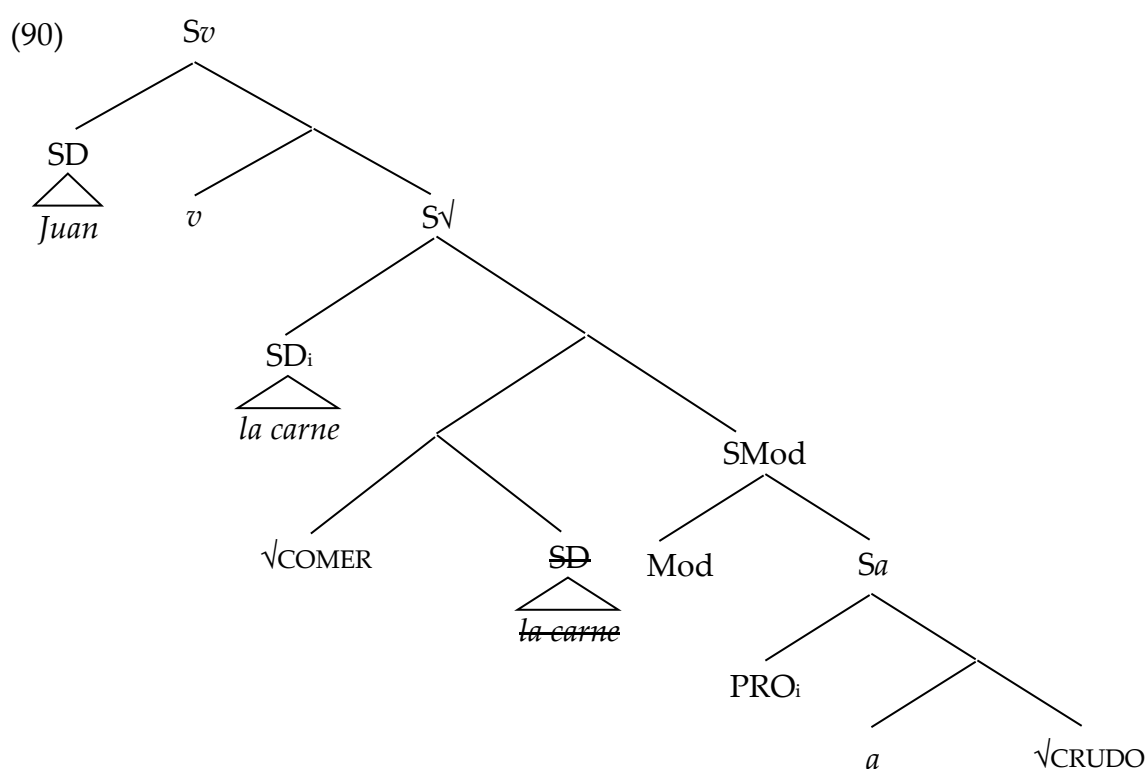 (90) Sv
SD
Juan
v
S√
SDi
la carne
SMod
√COMER
SD
la carne
Mod
Sa
PROi
a
√CRUDO